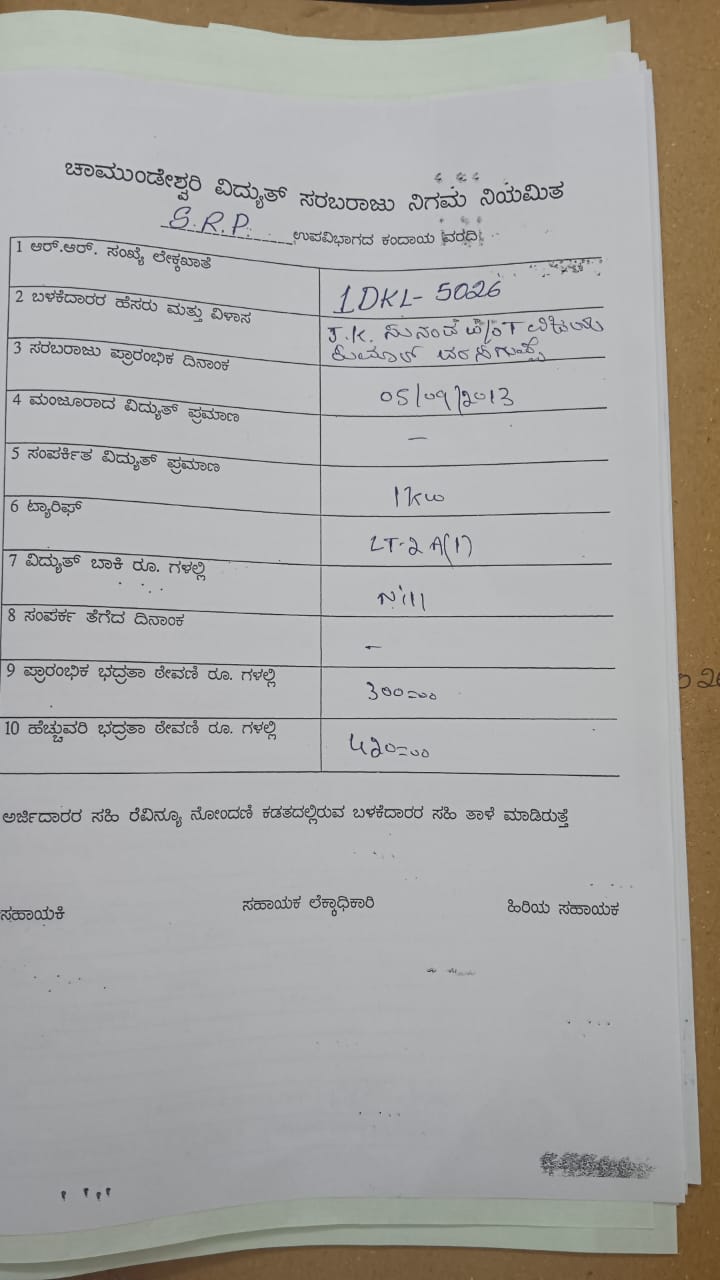 ಚಾಮುಂಡೇಶ್ವರಿ ವಿದ್ಯುತ್ ಸರಬರಾಜು ನಿಗಮ ನಿಯಮಿತ
S.R.P. ಉಪವಿಭಾಗದ ಕಂದಾಯ ವರದಿ
1 ಆರ್.ಆರ್. ಸಂಖ್ಯೆ ಲೇಕ್ಕಖಾತೆ 1DKL- 5026
2 ಬಳಕೆದಾರರ ಹೆಸರು ಮತ್ತು ವಿಳಾಸ J.K. ಸುನಂದ
ಕುಮಾರ್
3 ಸರಬರಾಜು ಪ್ರಾರಂಭಿಕ ದಿನಾಂಕ 05/09/2013
4 ಮಂಜೂರಾದ ವಿದ್ಯುತ್ ಪ್ರಮಾಣ –
5 ಸಂಪರ್ಕಿತ ವಿದ್ಯುತ್ ಪ್ರಮಾಣ 1kw
6 ಟ್ಯಾರಿಫ್ LT-2 A(1)
7 ವಿದ್ಯುತ್ ಬಾಕಿ ರೂ. ಗಳಲ್ಲಿ Nill
8 ಸಂಪರ್ಕ ತೆಗೆದ ದಿನಾಂಕ –
9 ಪ್ರಾರಂಭಿಕ ಭದ್ರತಾ ಠೇವಣಿ ರೂ. ಗಳಲ್ಲಿ 300=00
10 ಹೆಚ್ಚುವರಿ ಭದ್ರತಾ ಠೇವಣಿ ರೂ. ಗಳಲ್ಲಿ 420=00
ಅರ್ಜಿದಾರರ ಸಹಿ ರೆವಿನ್ಯೂ ನೋಂದಣಿ ಕಡತದಲ್ಲಿರುವ ಬಳಕೆದಾರರ ಸಹಿ ತಾಳೆ ಮಾಡಿರುತ್ತೆ
ಸಹಾಯಕಿ ಸಹಾಯಕ ಲೆಕ್ಕಾಧಿಕಾರಿ ಹಿರಿಯ ಸಹಾಯಕ